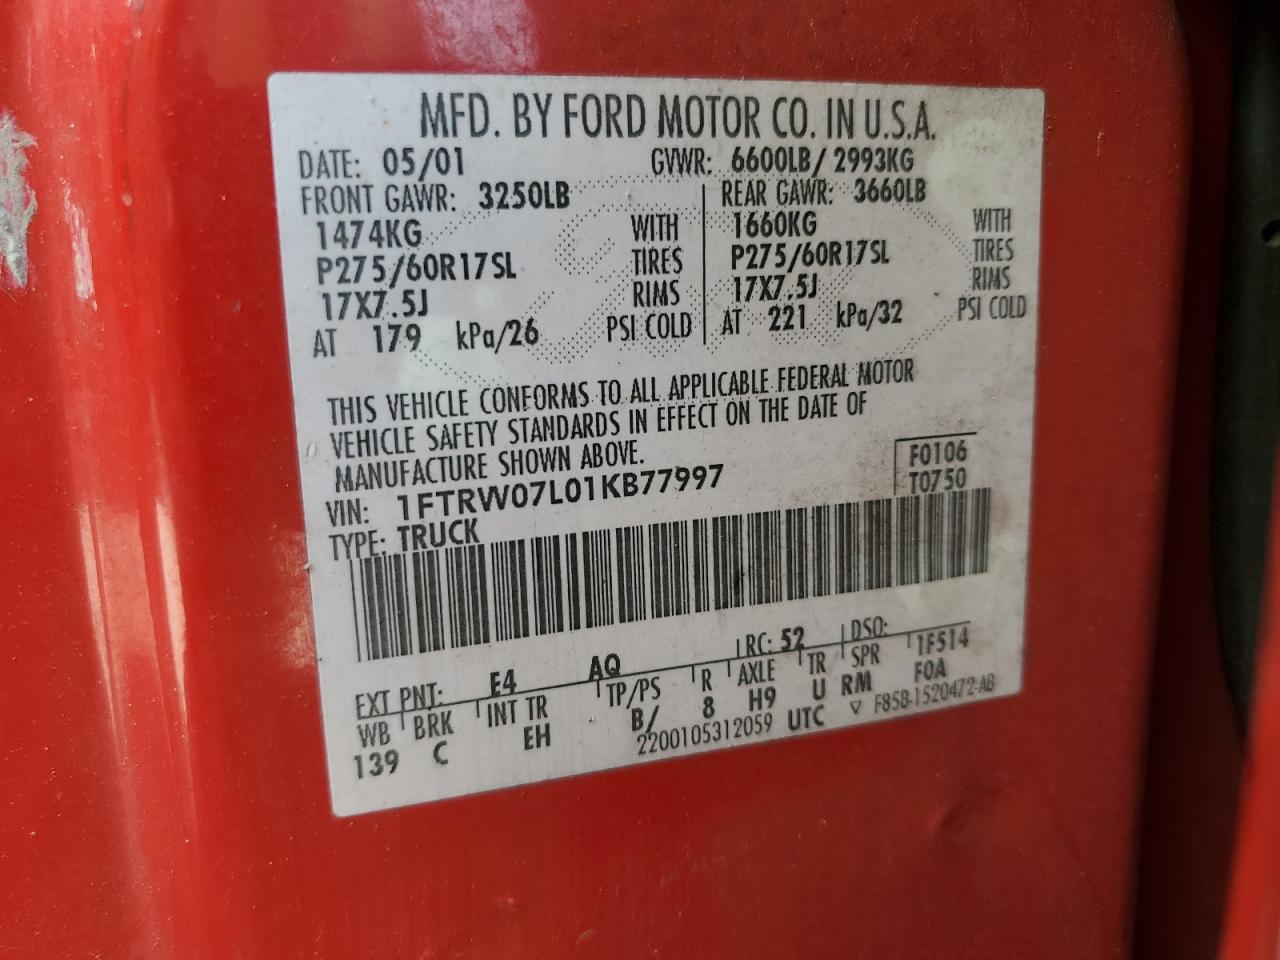 MFD. BY FORD MOTOR CO. IN U.S.A.
DATE: 05/01 GVWR: 6600LB/ 2993KG
FRONT GAWR: 3250LB REAR GAWR: 3660LB
1474KG WITH 1660KG WITH
P275/60R17SL TIRES P275/60R17SL TIRES
17X7.5J RIMS 17X7.5J RIMS
AT 179 kPa/26 PSI COLD AT 221 kPa/32 PSI COLD
THIS VEHICLE CONFORMS TO ALL APPLICABLE FEDERAL MOTOR
VEHICLE SAFETY STANDARDS IN EFFECT ON THE DATE OF
MANUFACTURE SHOWN ABOVE.
F0106
VIN: 1FTRW07L01KB77997 T0750
TYPE: TRUCK
EXT PNT: E4 AQ RC: 52 DSO: 1F514
WB BRK INT TR TP/PS R AXLE TR SPR F0A
139 C EH B/ 8 H9 U RM
2200105312059 UTC ▽ F85B-1520472-AB